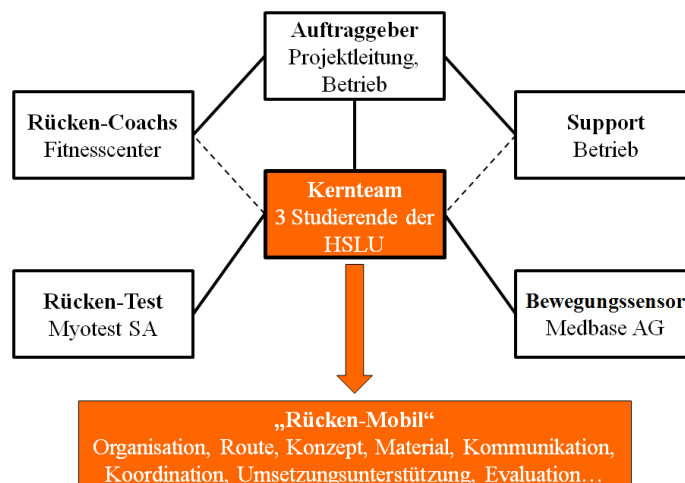 Auftraggeber
Projektleitung,
Betrieb
Rücken-Coachs
Fitnesscenter
Support
Betrieb
Kernteam
3 Studierende der
HSLU
Rücken-Test
Myotest SA
Bewegungssensor
Medbase AG
„Rücken-Mobil“
Organisation, Route, Konzept, Material, Kommunikation,
Koordination, Umsetzungsunterstützung, Evaluation…